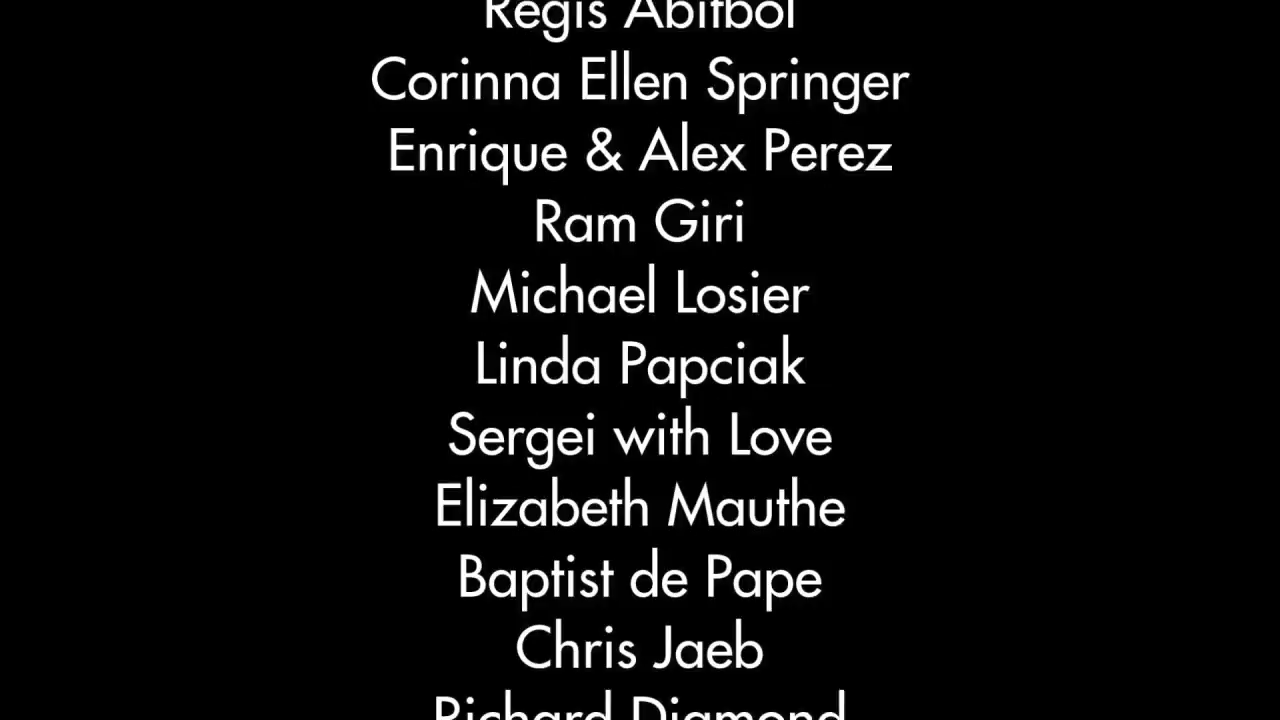 Regis Abitbol
Corinna Ellen Springer
Enrique & Alex Perez
Ram Giri
Michael Losier
Linda Papciak
Sergei with Love
Elizabeth Mauthe
Baptist de Pape
Chris Jaeb
Richard Diamond